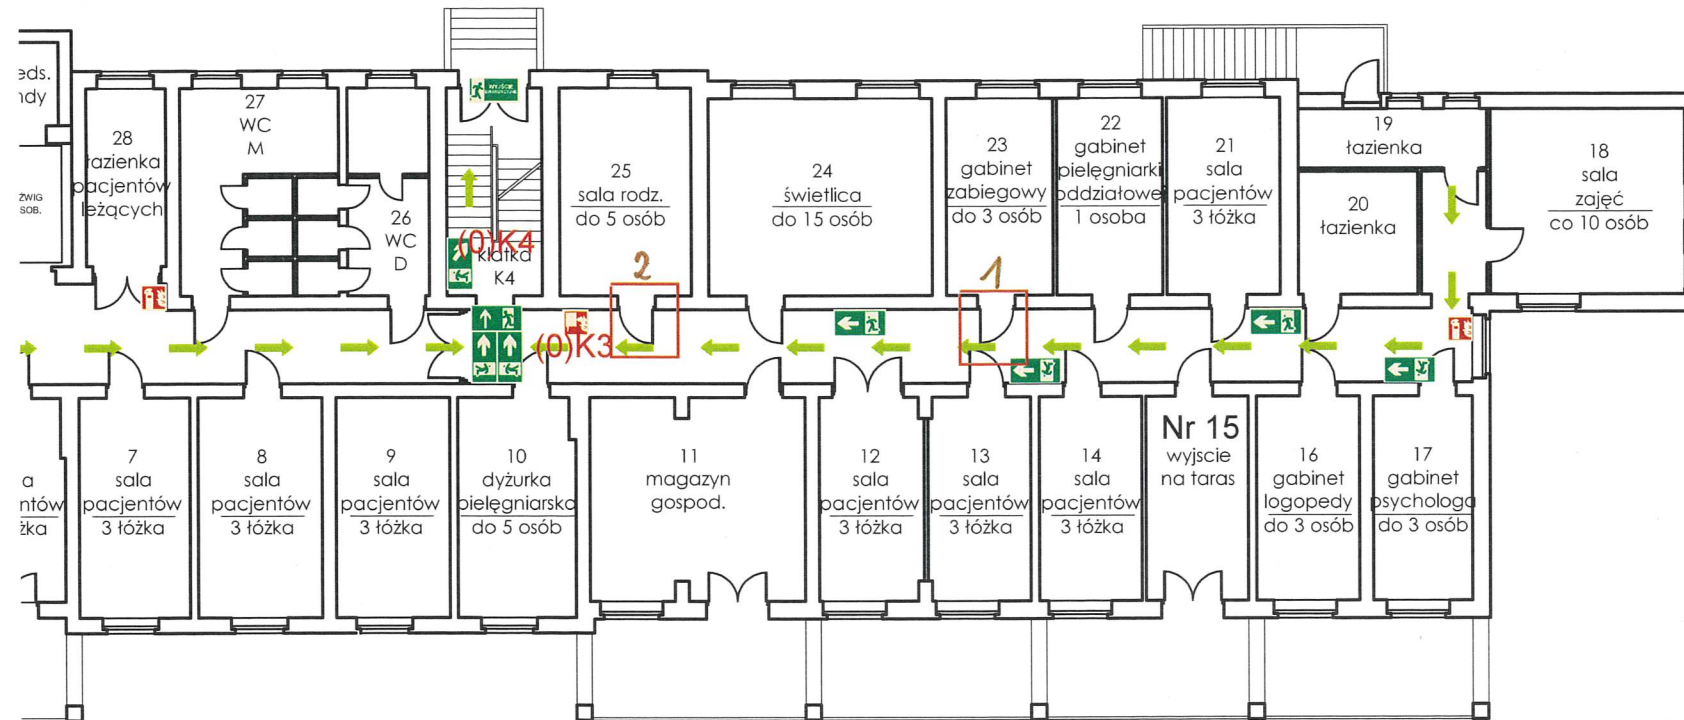 eds.
ndy
28
łazienka
pacjentów
leżących
27
WC
M
26
WC
D
WYJŚCIE
(0)K4
klatka
K4
25
sala rodz.
do 5 osób
2
24
świetlica
do 15 osób
23
gabinet
zabiegowy
do 3 osób
1
22
gabinet
pielęgniarki
oddziałowej
1 osoba
21
sala
pacjentów
3 łóżka
19
łazienka
20
łazienka
18
sala
zajęć
co 10 osób
ŹWIG
SOB.
(0)K3
a
ntów
żka
7
sala
pacjentów
3 łóżka
8
sala
pacjentów
3 łóżka
9
sala
pacjentów
3 łóżka
10
dyżurka
pielęgniarska
do 5 osób
11
magazyn
gospod.
12
sala
pacjentów
3 łóżka
13
sala
pacjentów
3 łóżka
14
sala
pacjentów
3 łóżka
Nr 15
wyjscie
na taras
16
gabinet
logopedy
do 3 osób
17
gabinet
psychologa
do 3 osób